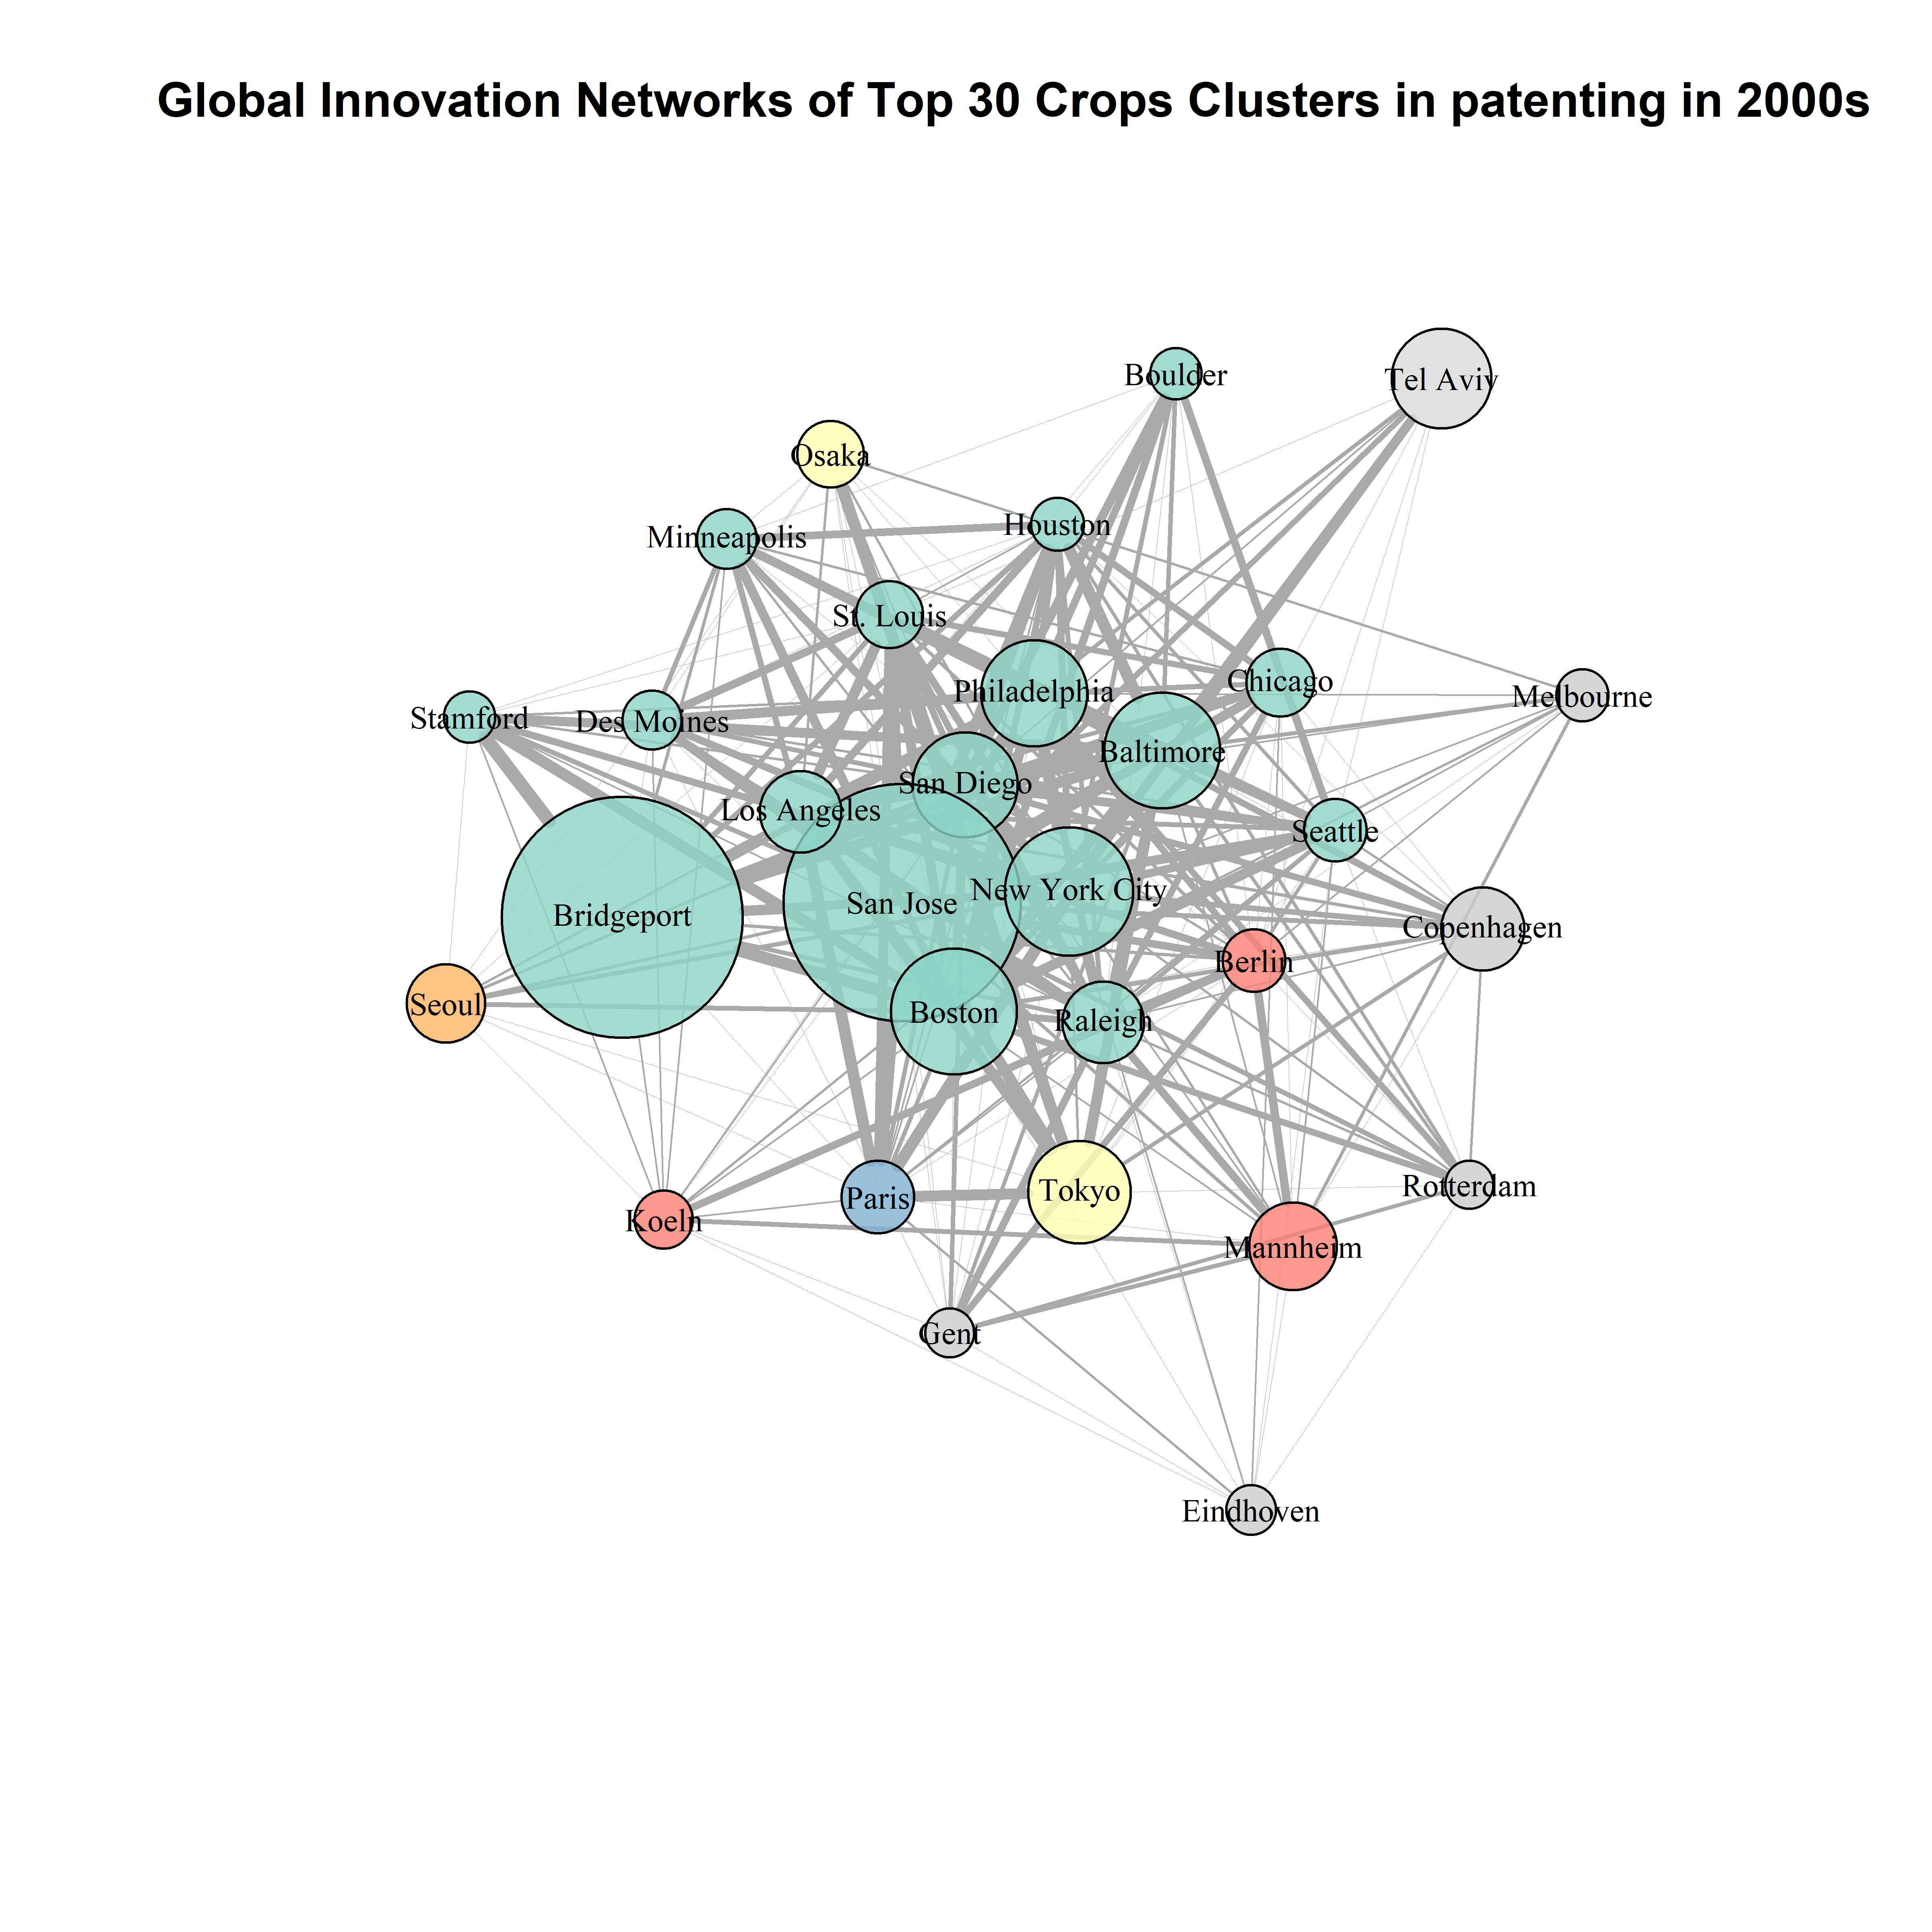 Global Innovation Networks of Top 30 Crops Clusters in patenting in 2000s
Boulder
Tel Aviv
Osaka
Houston
Minneapolis
St. Louis
Philadelphia
Chicago
Melbourne
Stamford
Des Moines
Baltimore
San Diego
Los Angeles
Seattle
New York City
San Jose
Bridgeport
Copenhagen
Berlin
Seoul
Boston
Raleigh
Rotterdam
Tokyo
Paris
Koeln
Mannheim
Gent
Eindhoven